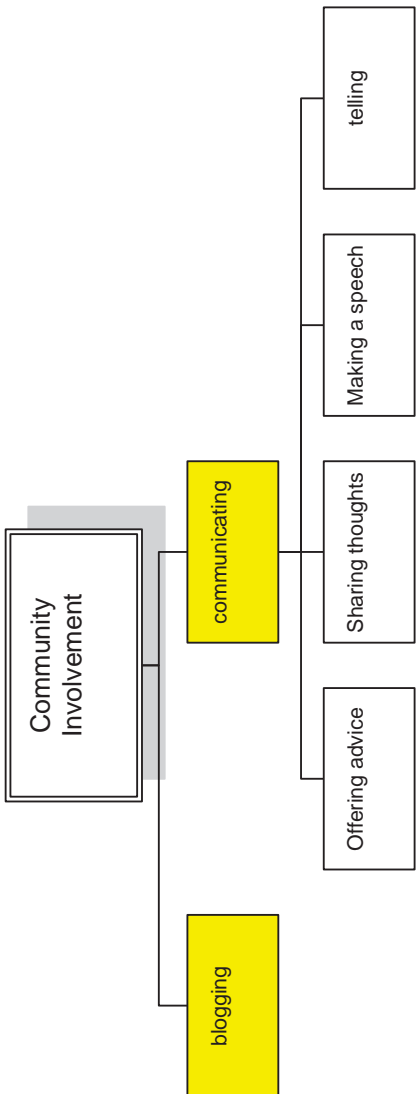 Community
Involvement
blogging
communicating
Offering advice
Sharing thoughts
Making a speech
telling